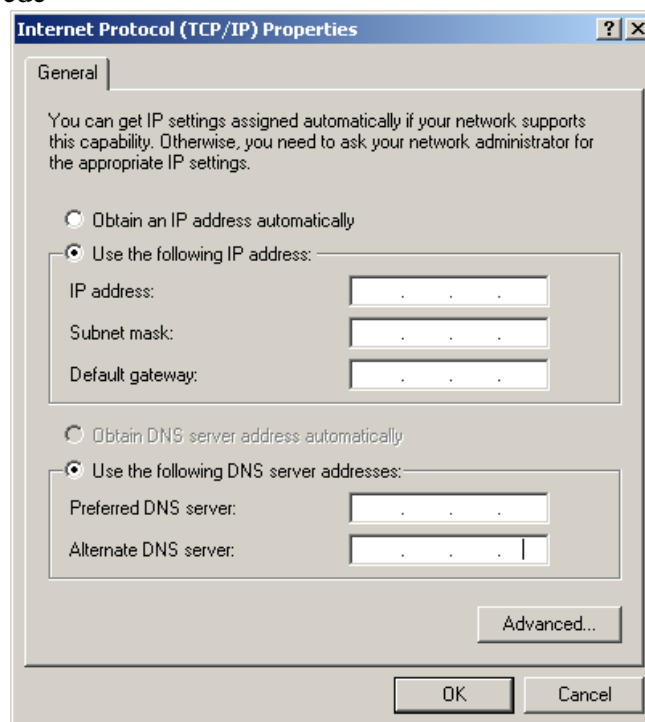 Internet Protocol (TCP/IP) Properties
General
You can get IP settings assigned automatically if your network supports
this capability. Otherwise, you need to ask your network administrator for
the appropriate IP settings.
Obtain an IP address automatically
Use the following IP address:
IP address: . . .
Subnet mask: . . .
Default gateway: . . .
Obtain DNS server address automatically
Use the following DNS server addresses:
Preferred DNS server: . . .
Alternate DNS server: . . .
Advanced...
OK Cancel